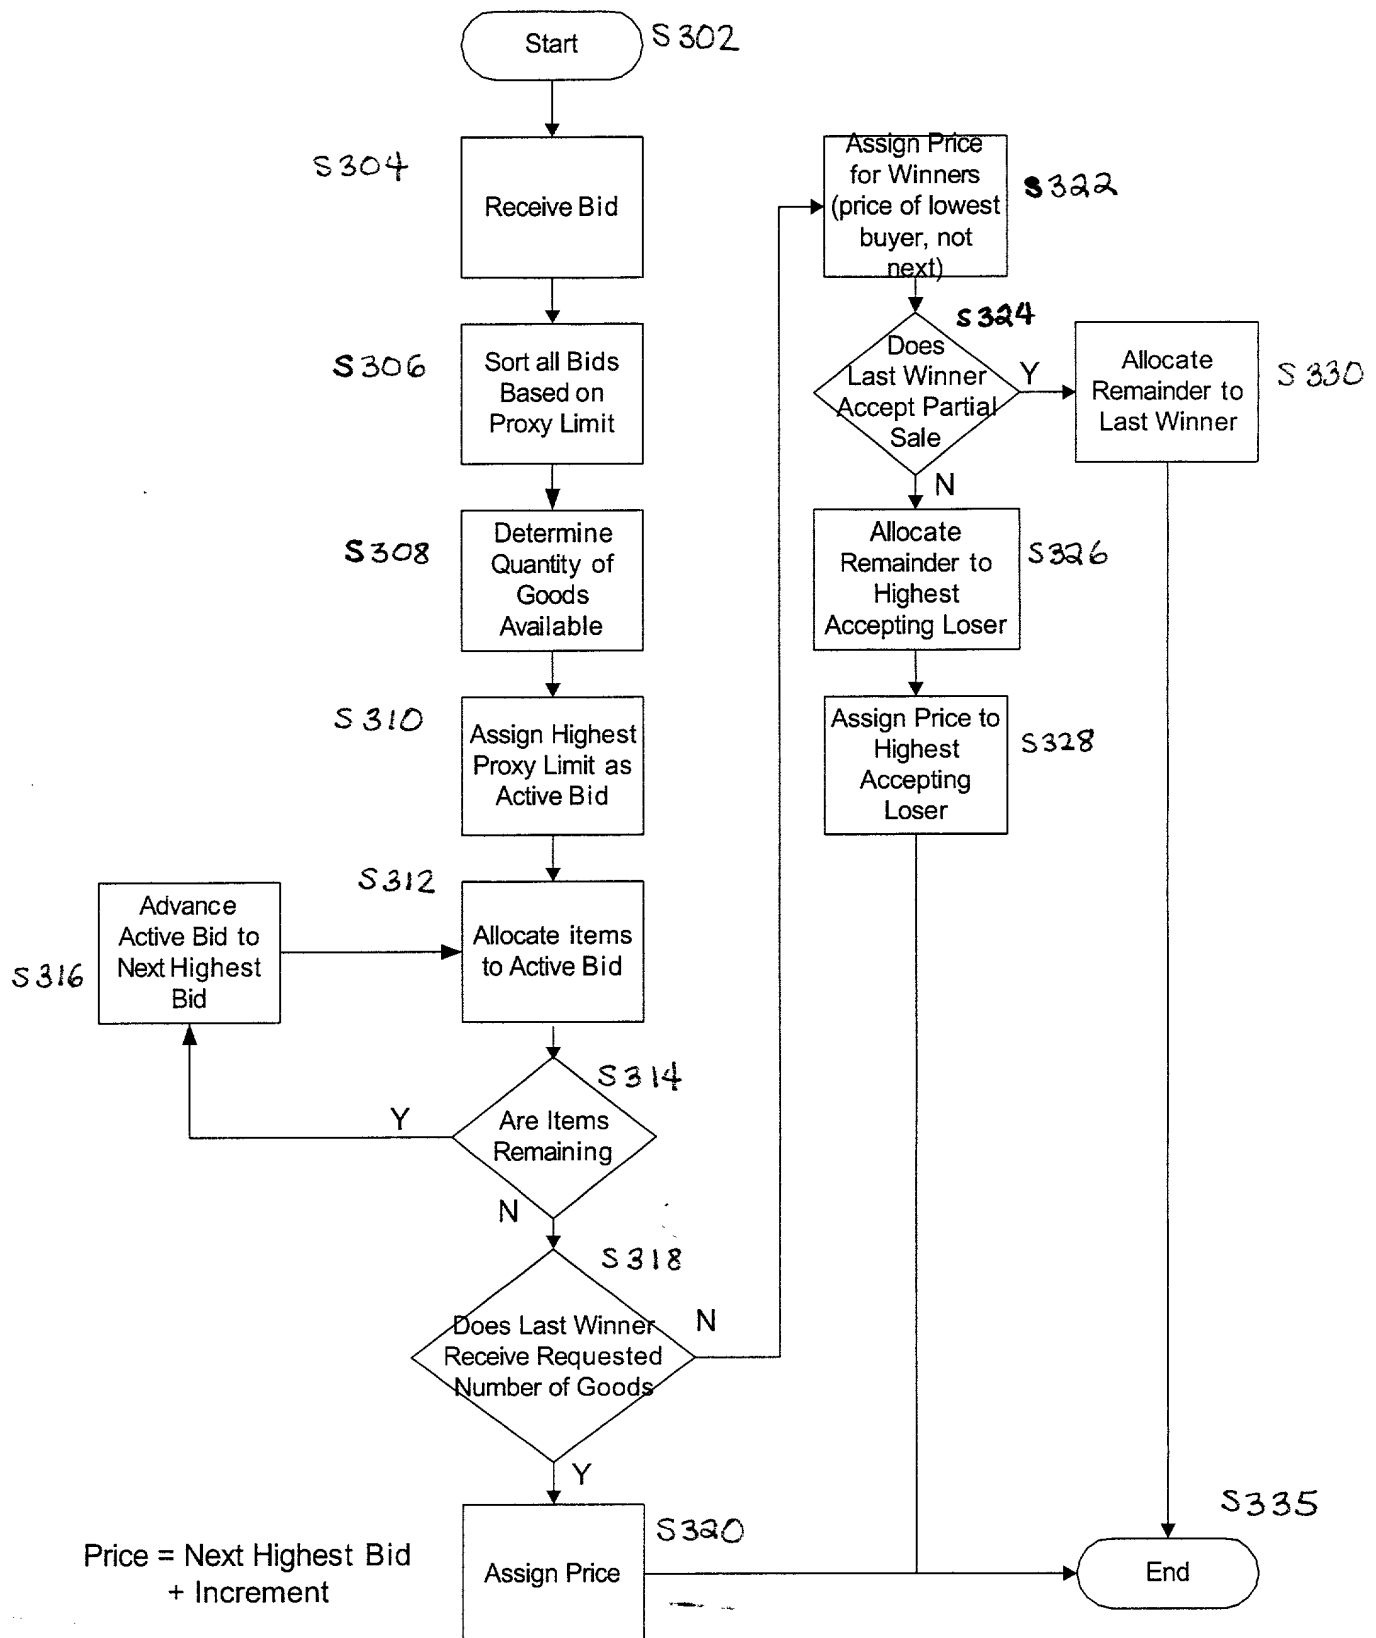 Start
S302
S304
Receive Bid
S306
Sort all Bids
Based on
Proxy Limit
S308
Determine
Quantity of
Goods
Available
S310
Assign Highest
Proxy Limit as
Active Bid
S312
Allocate items
to Active Bid
Advance
Active Bid to
Next Highest
Bid
S316
S314
Are Items
Remaining
Y
N
S318
Does Last Winner
Receive Requested
Number of Goods
N
Y
S320
Assign Price
Price = Next Highest Bid
+ Increment
Assign Price
for Winners
(price of lowest
buyer, not
next)
S322
S324
Does
Last Winner
Accept Partial
Sale
Y
N
Allocate
Remainder to
Last Winner
S330
Allocate
Remainder to
Highest
Accepting Loser
S326
Assign Price to
Highest
Accepting
Loser
S328
S335
End